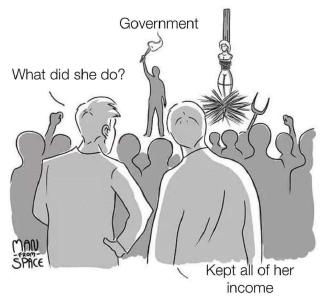 Government
What did she do?
MAN
FROM
SPACE
Kept all of her
income